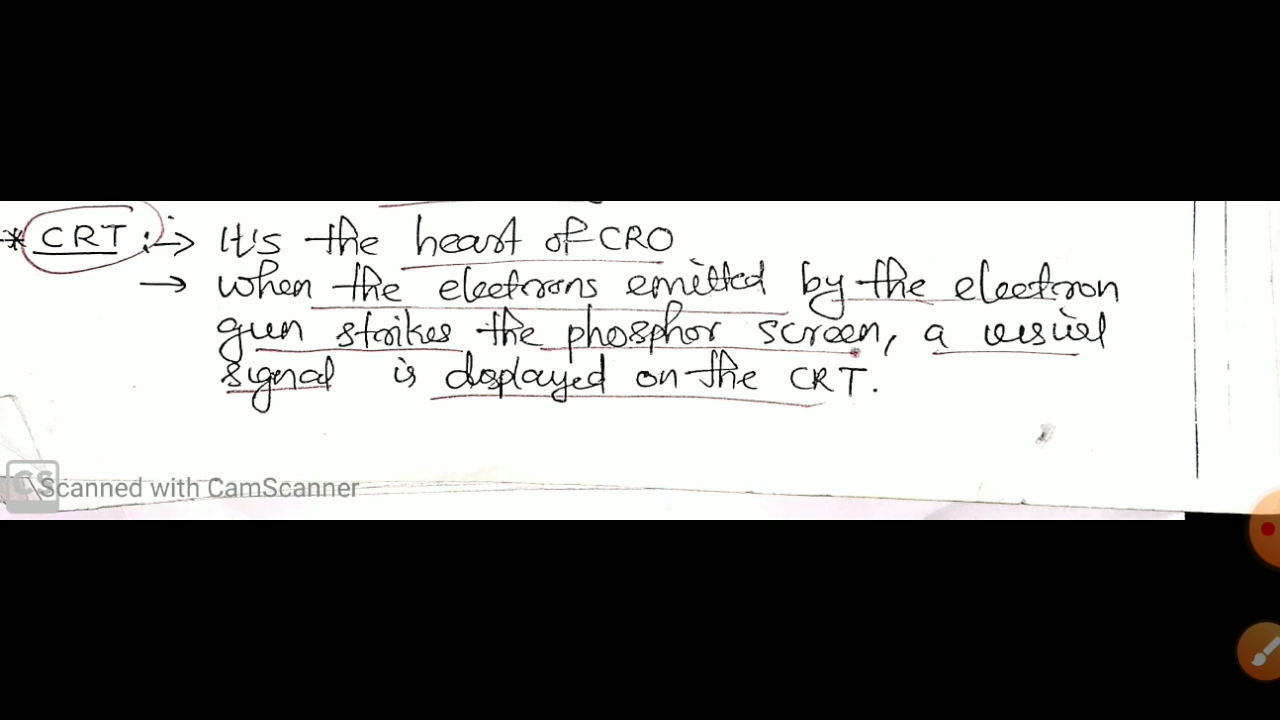 * CRT :→ It's the heart of CRO
→ when the electrons emitted by the electron
gun strikes the phosphor screen, a visual
signal is displayed on the CRT.
CS Scanned with CamScanner